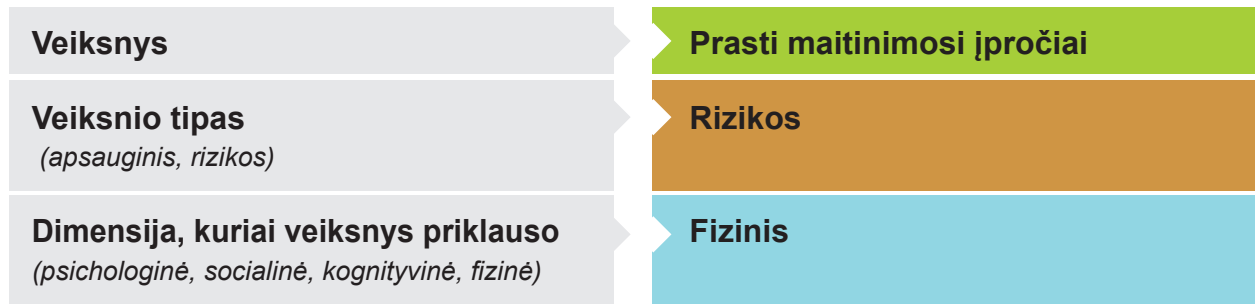 Veiksnys
Prasti maitinimosi įpročiai
Veiksnio tipas
(apsauginis, rizikos)
Rizikos
Dimensija, kuriai veiksnys priklauso
(psichologinė, socialinė, kognityvinė, fizinė)
Fizinis